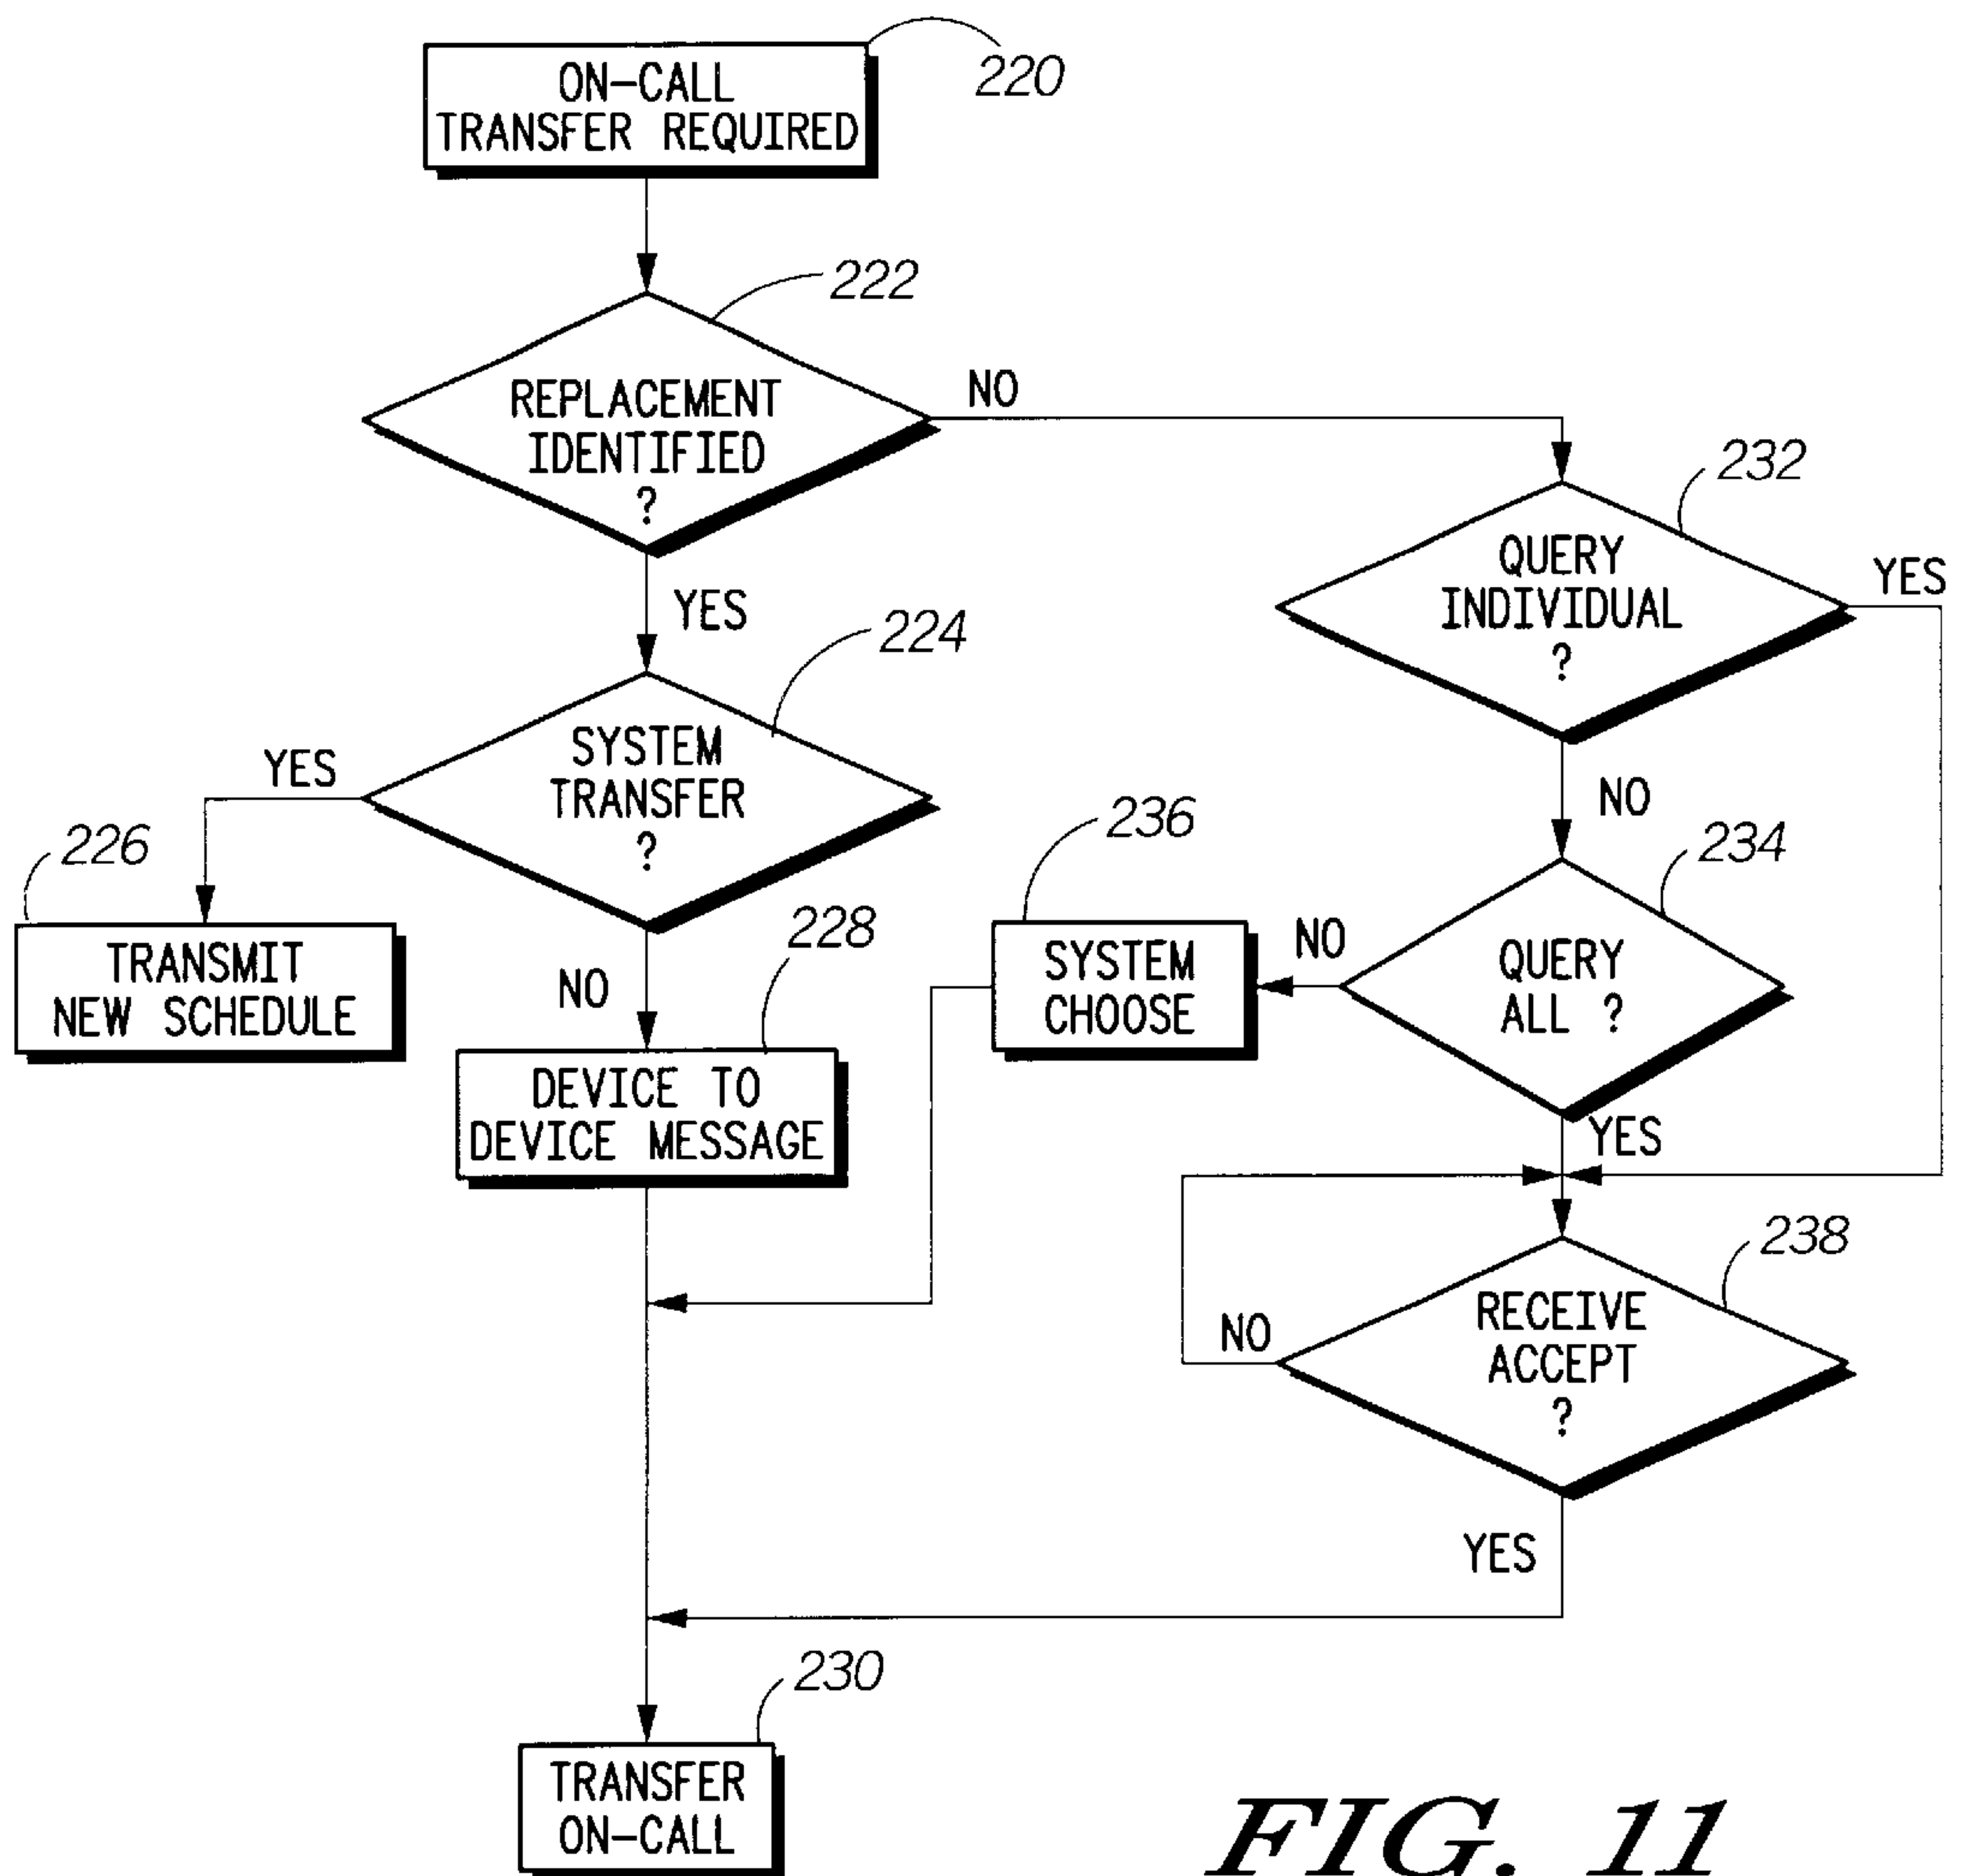 ON-CALL
TRANSFER REQUIRED
220
222
REPLACEMENT
IDENTIFIED
?
NO
232
QUERY
INDIVIDUAL
?
YES
YES
224
SYSTEM
TRANSFER
?
YES
NO
226
TRANSMIT
NEW SCHEDULE
NO
228
DEVICE TO
DEVICE MESSAGE
236
SYSTEM
CHOOSE
NO
234
QUERY
ALL ?
YES
238
RECEIVE
ACCEPT
?
NO
YES
230
TRANSFER
ON-CALL
FIG. 11